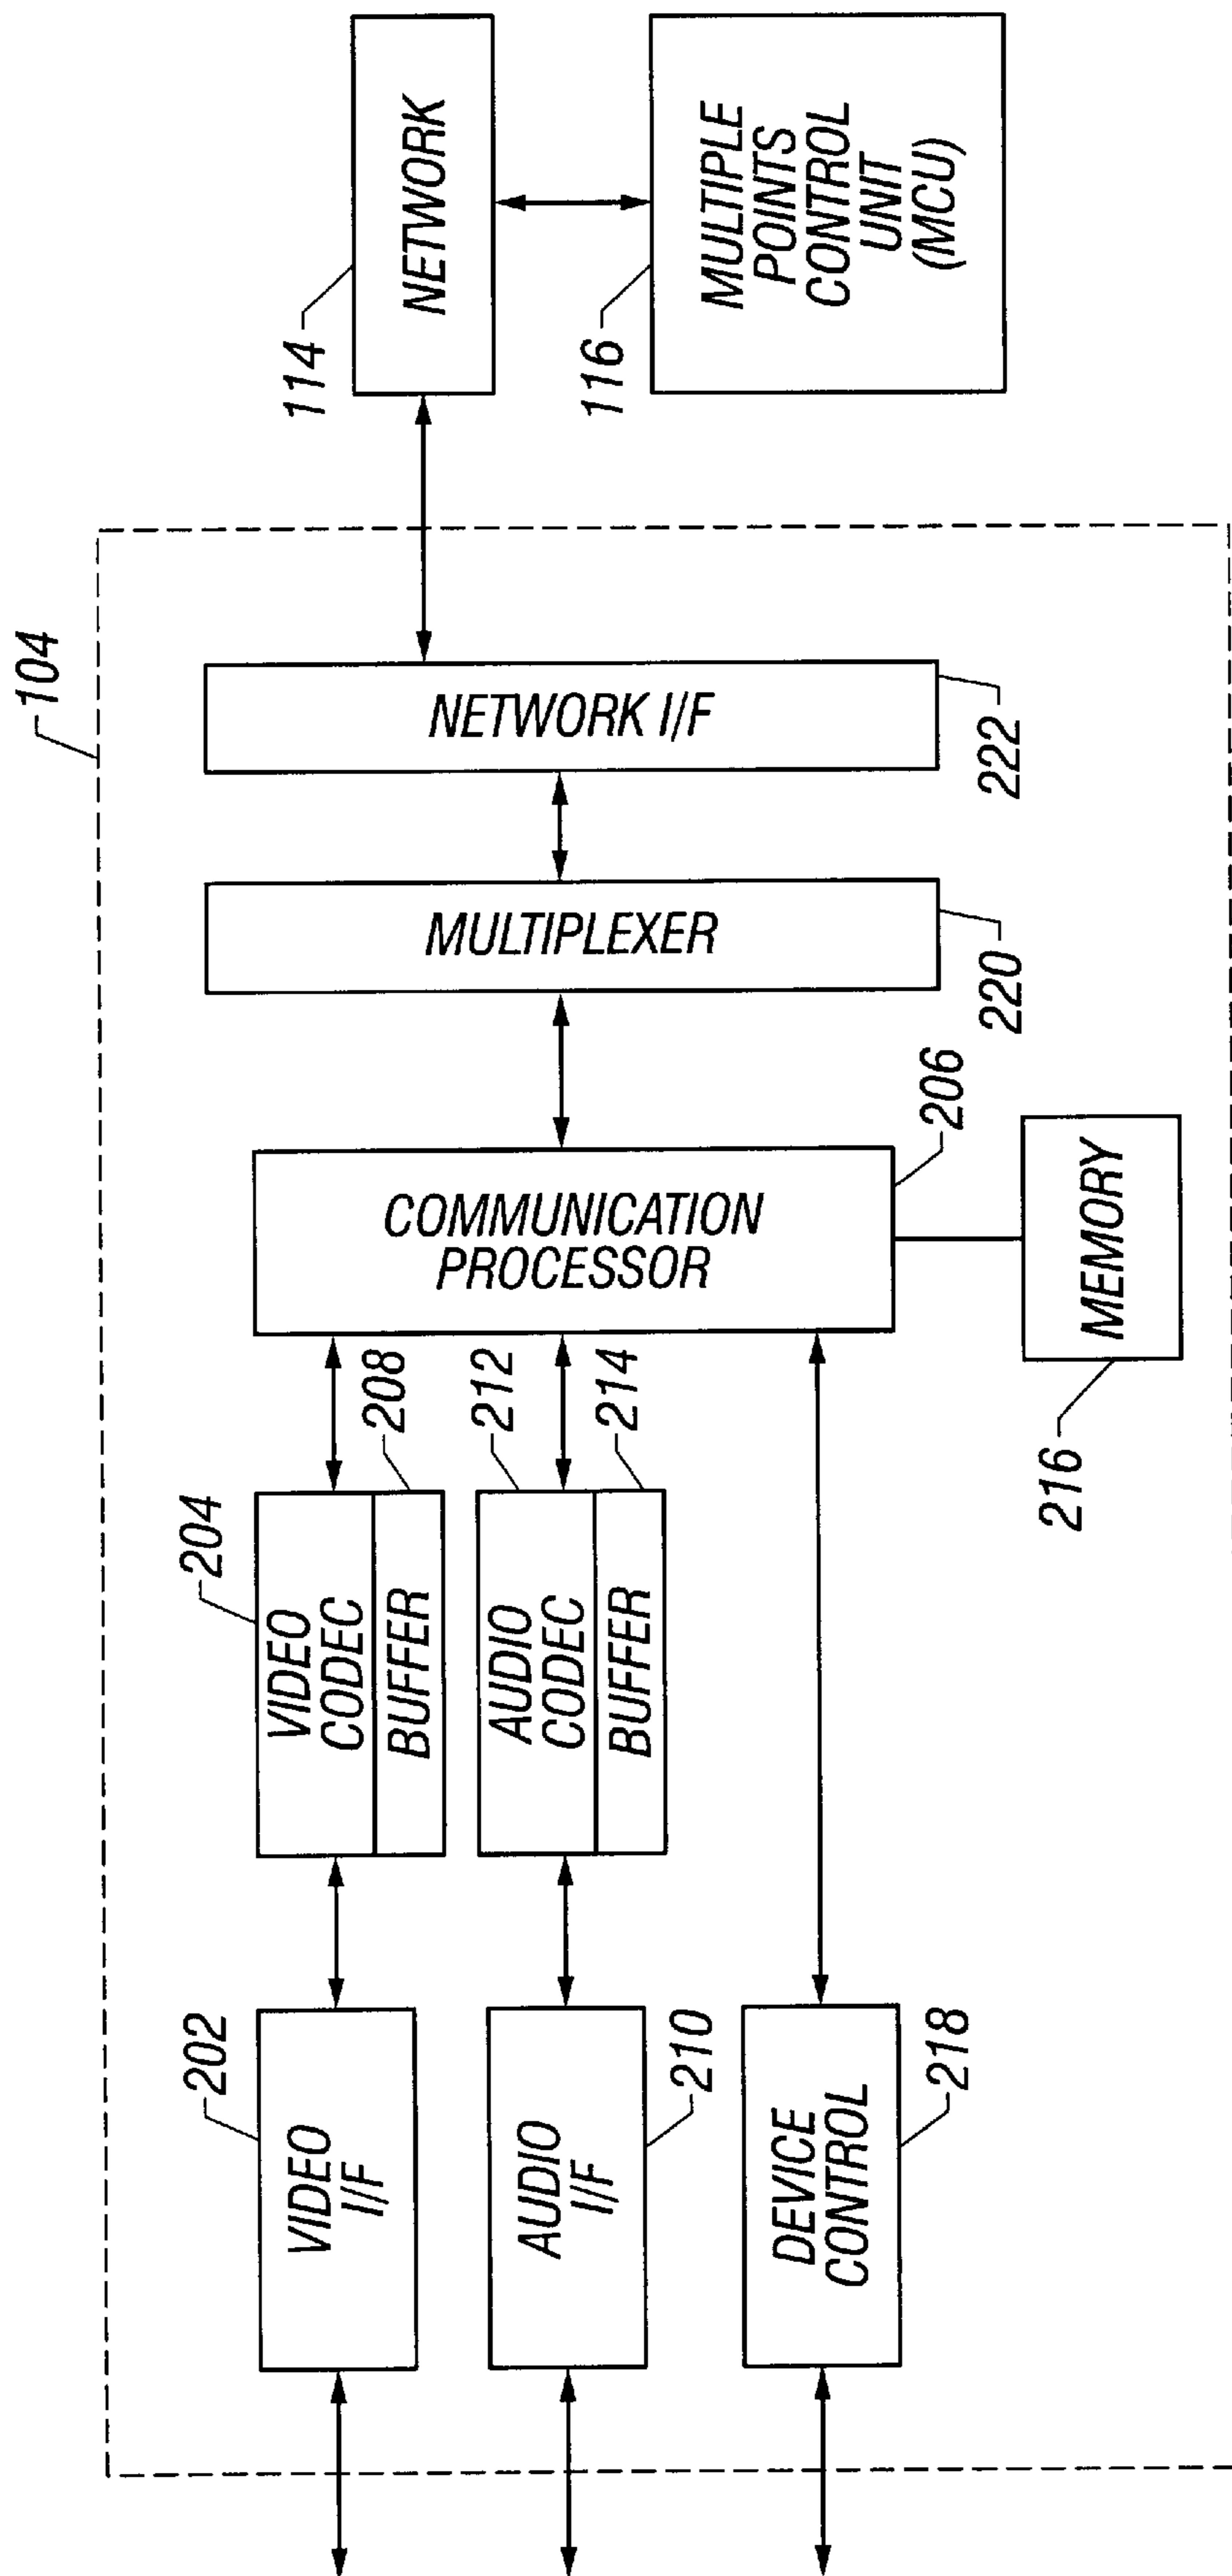 104
114
NETWORK
116
MULTIPLE
POINTS
CONTROL
UNIT
(MCU)
202
VIDEO
I/F
204
VIDEO
CODEC
BUFFER
208
AUDIO
I/F
210
212
AUDIO
CODEC
BUFFER
214
DEVICE
CONTROL
218
COMMUNICATION
PROCESSOR
206
MEMORY
216
MULTIPLEXER
220
NETWORK I/F
222